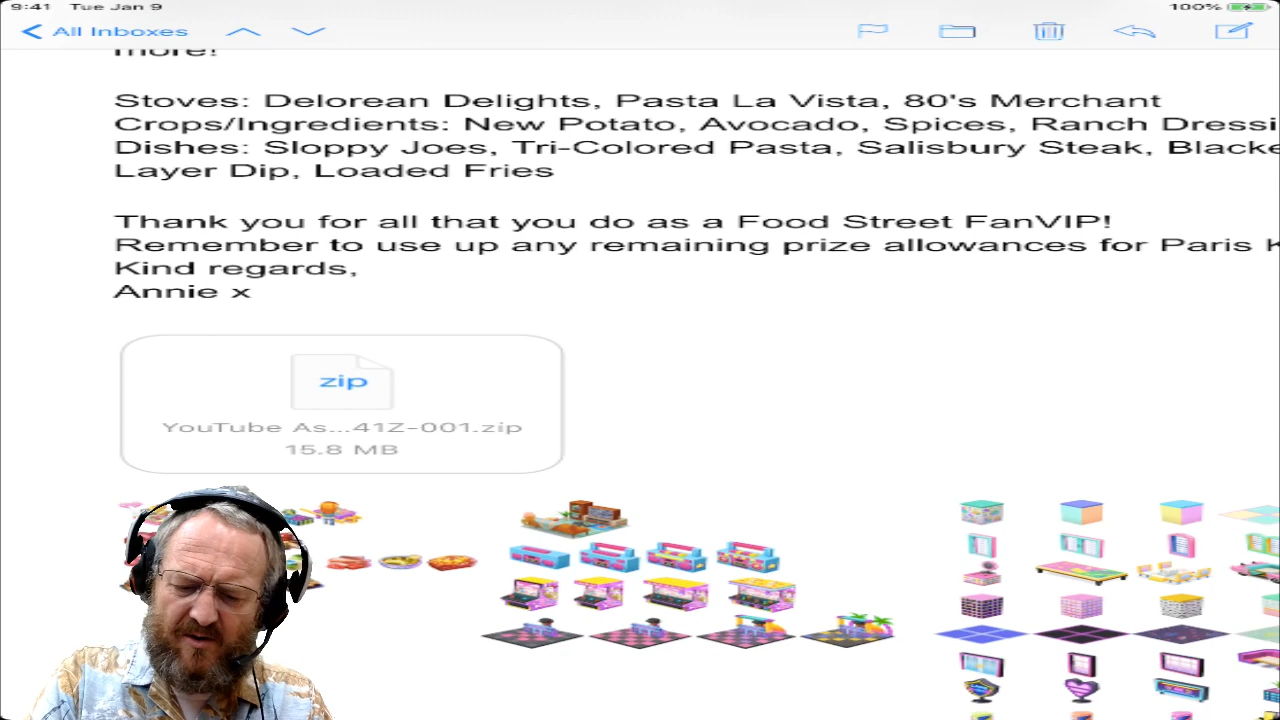 9:41 Tue Jan 9 100%
All Inboxes
more!
Stoves: Delorean Delights, Pasta La Vista, 80's Merchant
Crops/Ingredients: New Potato, Avocado, Spices, Ranch Dressi
Dishes: Sloppy Joes, Tri-Colored Pasta, Salisbury Steak, Blacke
Layer Dip, Loaded Fries
Thank you for all that you do as a Food Street FanVIP!
Remember to use up any remaining prize allowances for Paris K
Kind regards,
Annie x
zip
YouTube As...41Z-001.zip
15.8 MB